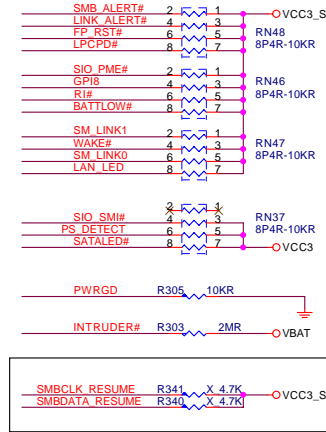 SMB_ALERT# 2 1 VCC3_S
LINK_ALERT# 4 3 RN48
FP_RST# 6 5 8P4R-10KR
LPCPD# 8 7
SIO_PME# 2 1
GPI8 4 3 RN46
RI# 6 5 8P4R-10KR
BATTLOW# 8 7
SM_LINK1 2 1
WAKE# 4 3 RN47
SM_LINK0 6 5 8P4R-10KR
LAN_LED 8 7
2 1
SIO_SMI# 4 3 RN37
PS_DETECT 6 5 8P4R-10KR
SATALED# 8 7 VCC3
PWRGD R305 10KR
INTRUDER# R303 2MR VBAT
SMBCLK_RESUME R341 X_4.7K VCC3_S
SMBDATA_RESUME R340 X_4.7K